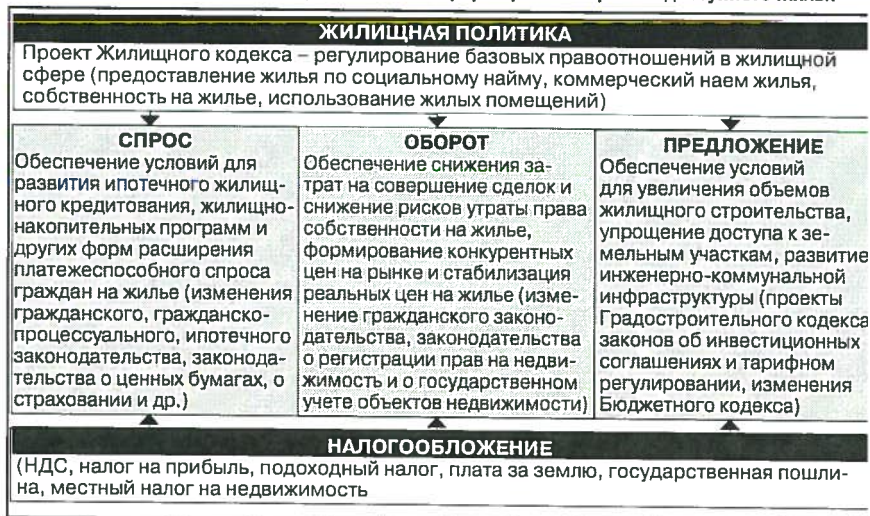 ЖИЛИЩНАЯ ПОЛИТИКА
Проект Жилищного кодекса – регулирование базовых правоотношений в жилищной
сфере (предоставление жилья по социальному найму, коммерческий наем жилья,
собственность на жилье, использование жилых помещений)
СПРОС
Обеспечение условий для
развития ипотечного жилищ-
ного кредитования, жилищно-
накопительных программ и
других форм расширения
платежеспособного спроса
граждан на жилье (изменения
гражданского, гражданско-
процессуального, ипотечного
законодательства, законода-
тельства о ценных бумагах, о
страховании и др.)
ОБОРОТ
Обеспечение снижения за-
трат на совершение сделок и
снижение рисков утраты права
собственности на жилье,
формирование конкурентных
цен на рынке и стабилизация
реальных цен на жилье (изме-
нение гражданского законо-
дательства, законодательства
о регистрации прав на недви-
жимость и о государственном
учете объектов недвижимости)
ПРЕДЛОЖЕНИЕ
Обеспечение условий
для увеличения объемов
жилищного строительства,
упрощение доступа к зе-
мельным участкам, развитие
инженерно-коммунальной
инфраструктуры (проекты
Градостроительного кодекса
законов об инвестиционных
соглашениях и тарифном
регулировании, изменения
Бюджетного кодекса)
НАЛОГООБЛОЖЕНИЕ
(НДС, налог на прибыль, подоходный налог, плата за землю, государственная пошли-
на, местный налог на недвижимость